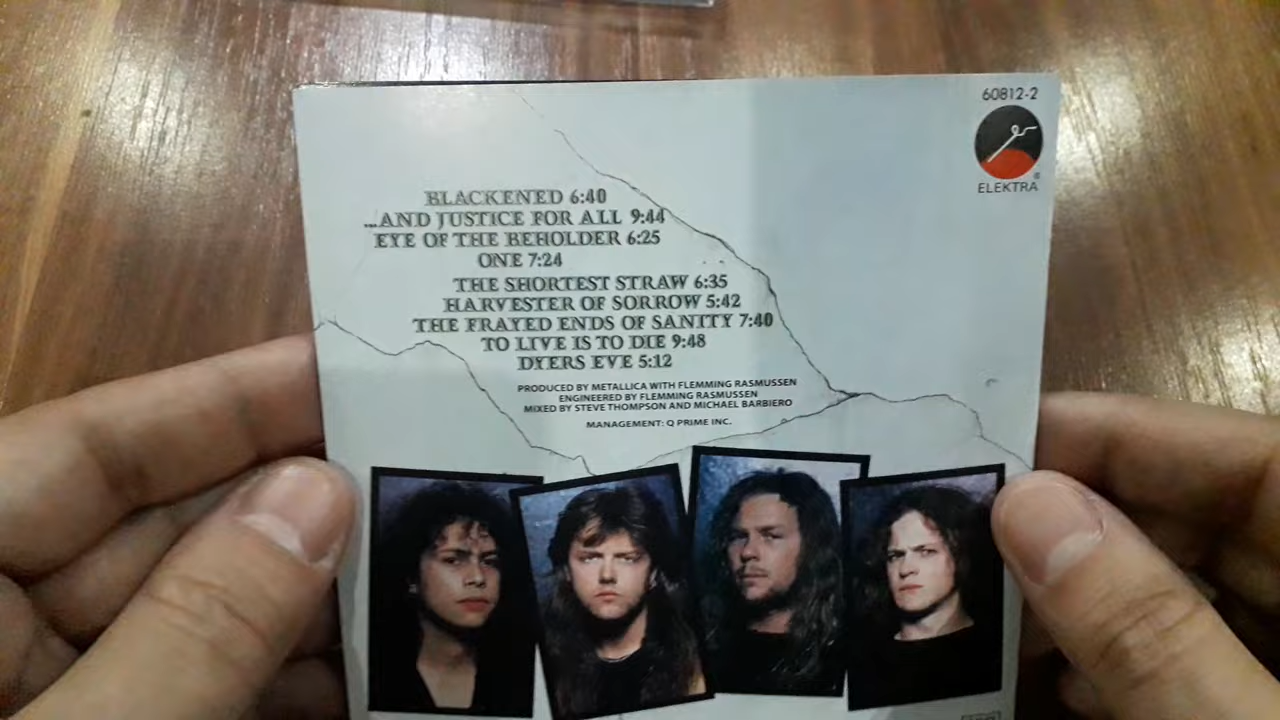 60812-2
ELEKTRA
BLACKENED 6:40
...AND JUSTICE FOR ALL 9:44
EYE OF THE BEHOLDER 6:25
ONE 7:24
THE SHORTEST STRAW 6:35
HARVESTER OF SORROW 5:42
THE FRAYED ENDS OF SANITY 7:40
TO LIVE IS TO DIE 9:48
DYERS EVE 5:12
PRODUCED BY METALLICA WITH FLEMMING RASMUSSEN
ENGINEERED BY FLEMMING RASMUSSEN
MIXED BY STEVE THOMPSON AND MICHAEL BARBIERO
MANAGEMENT: Q PRIME INC.